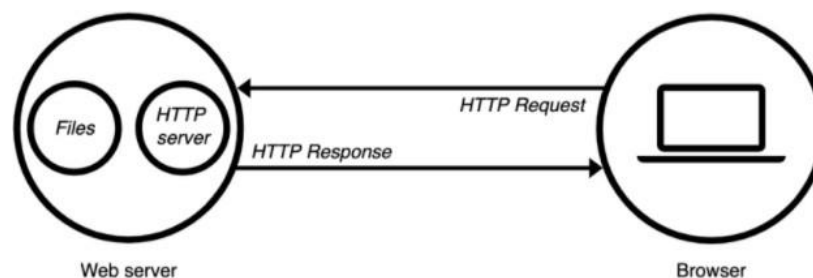 Files
HTTP
server
HTTP Request
HTTP Response
Web server
Browser